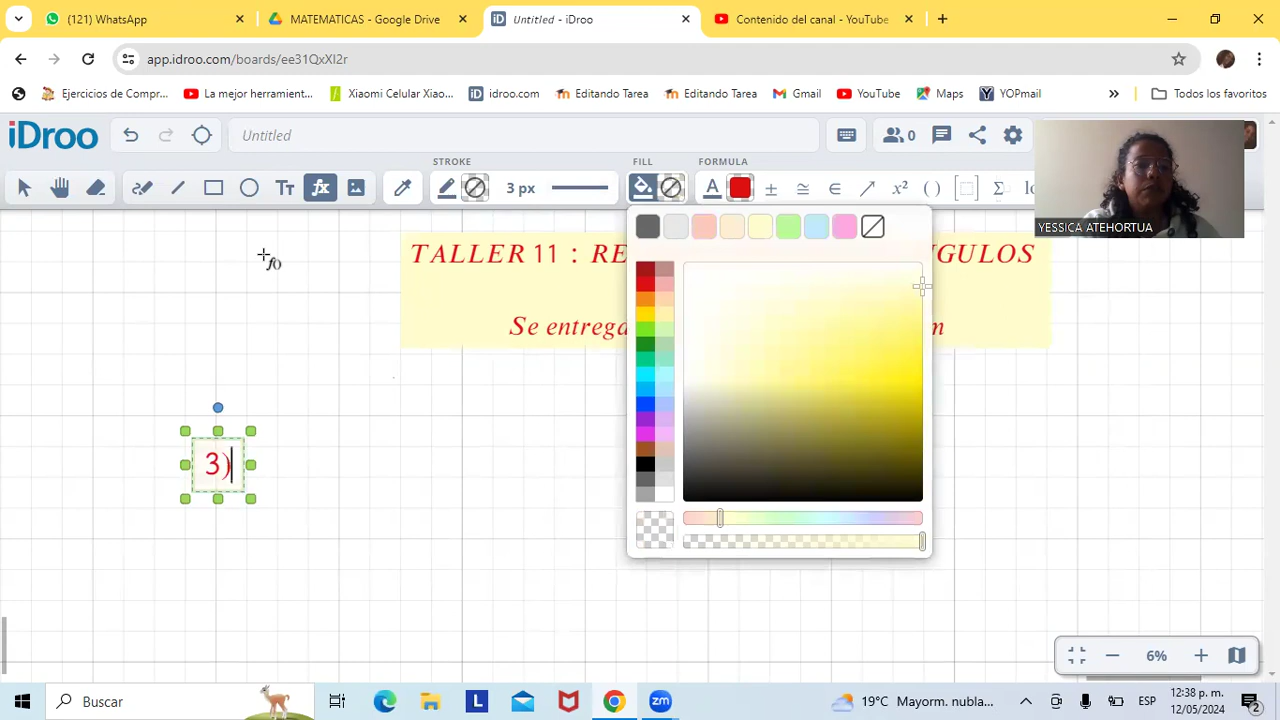 (121) WhatsApp
MATEMATICAS - Google Drive
Untitled - iDroo
Contenido del canal - YouTube
app.idroo.com/boards/ee31QxXl2r
Ejercicios de Compr...
La mejor herramient...
Xiaomi Celular Xiao...
idroo.com
Editando Tarea
Editando Tarea
Gmail
YouTube
Maps
YOPmail
Todos los favoritos
iDroo
Untitled
0
STROKE
FILL
FORMULA
3 px
YESSICA ATEHORTUA
TALLER 11 : RE
GULOS
Se entrega
m
3)
6%
Buscar
19°C Mayorm. nubla...
ESP
12:38 p. m.
12/05/2024
2